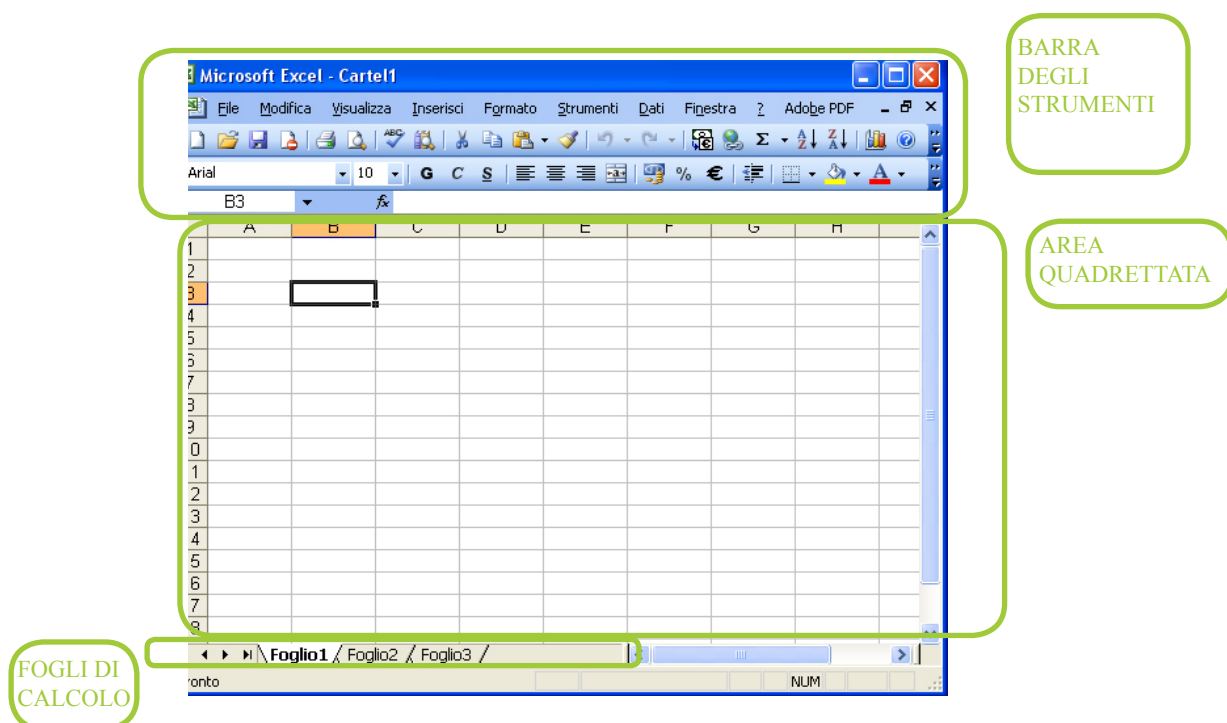 BARRA
DEGLI
STRUMENTI
Microsoft Excel - Cartel1
File Modifica Visualizza Inserisci Formato Strumenti Dati Finestra ? Adobe PDF
ABC Σ A Z Z A
Arial 10 G C S a % € A
B3 fx
A B C D E F G H
AREA
QUADRETTATA
1
2
3
4
5
6
7
8
9
0
1
2
3
4
5
6
7
8
Foglio1 Foglio2 Foglio3
FOGLI DI
CALCOLO
ronto NUM